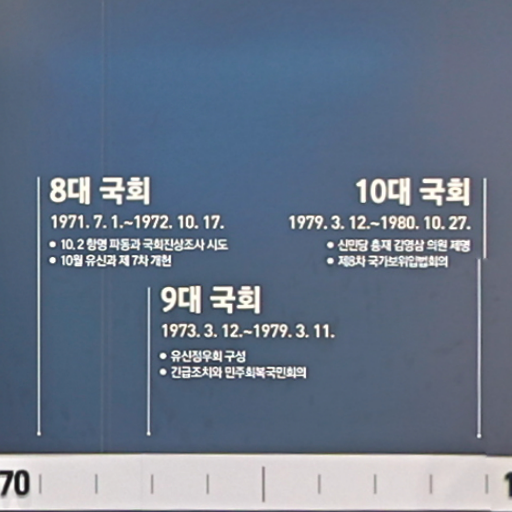 8대 국회
1971. 7. 1.~1972. 10. 17.
• 10. 2 항명 파동과 국회진상조사 시도
• 10월 유신과 제 7차 개헌
10대 국회
1979. 3. 12.~1980. 10. 27.
• 신민당 총재 김영삼 의원 제명
• 제8차 국가보위입법회의
9대 국회
1973. 3. 12.~1979. 3. 11.
• 유신정우회 구성
• 긴급조치와 민주회복국민회의
70
1